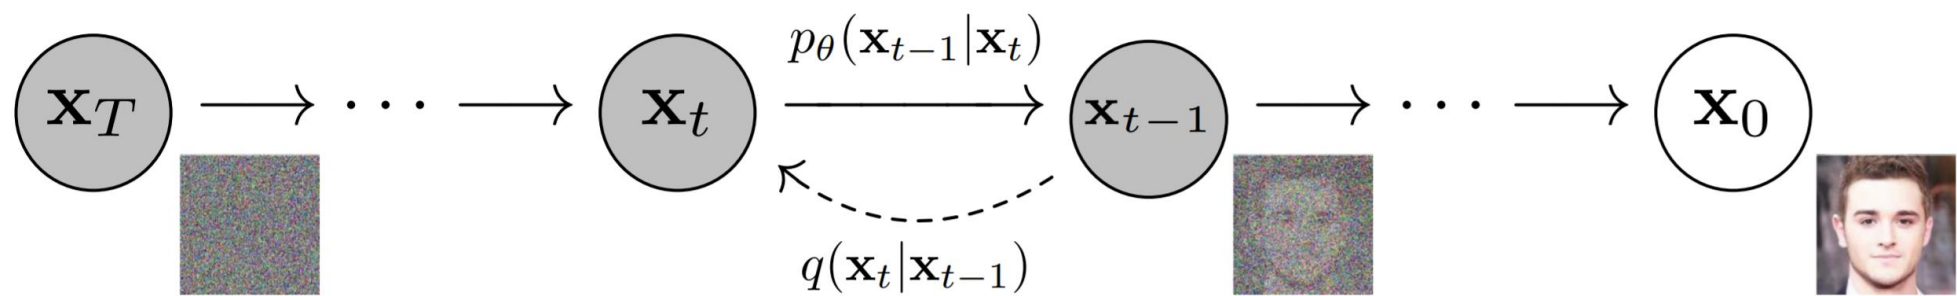 p_θ(x_{t−1}|x_t)
x_T ⟶ ··· ⟶ x_t ⟶ x_{t−1} ⟶ ··· ⟶ x_0
q(x_t|x_{t−1})